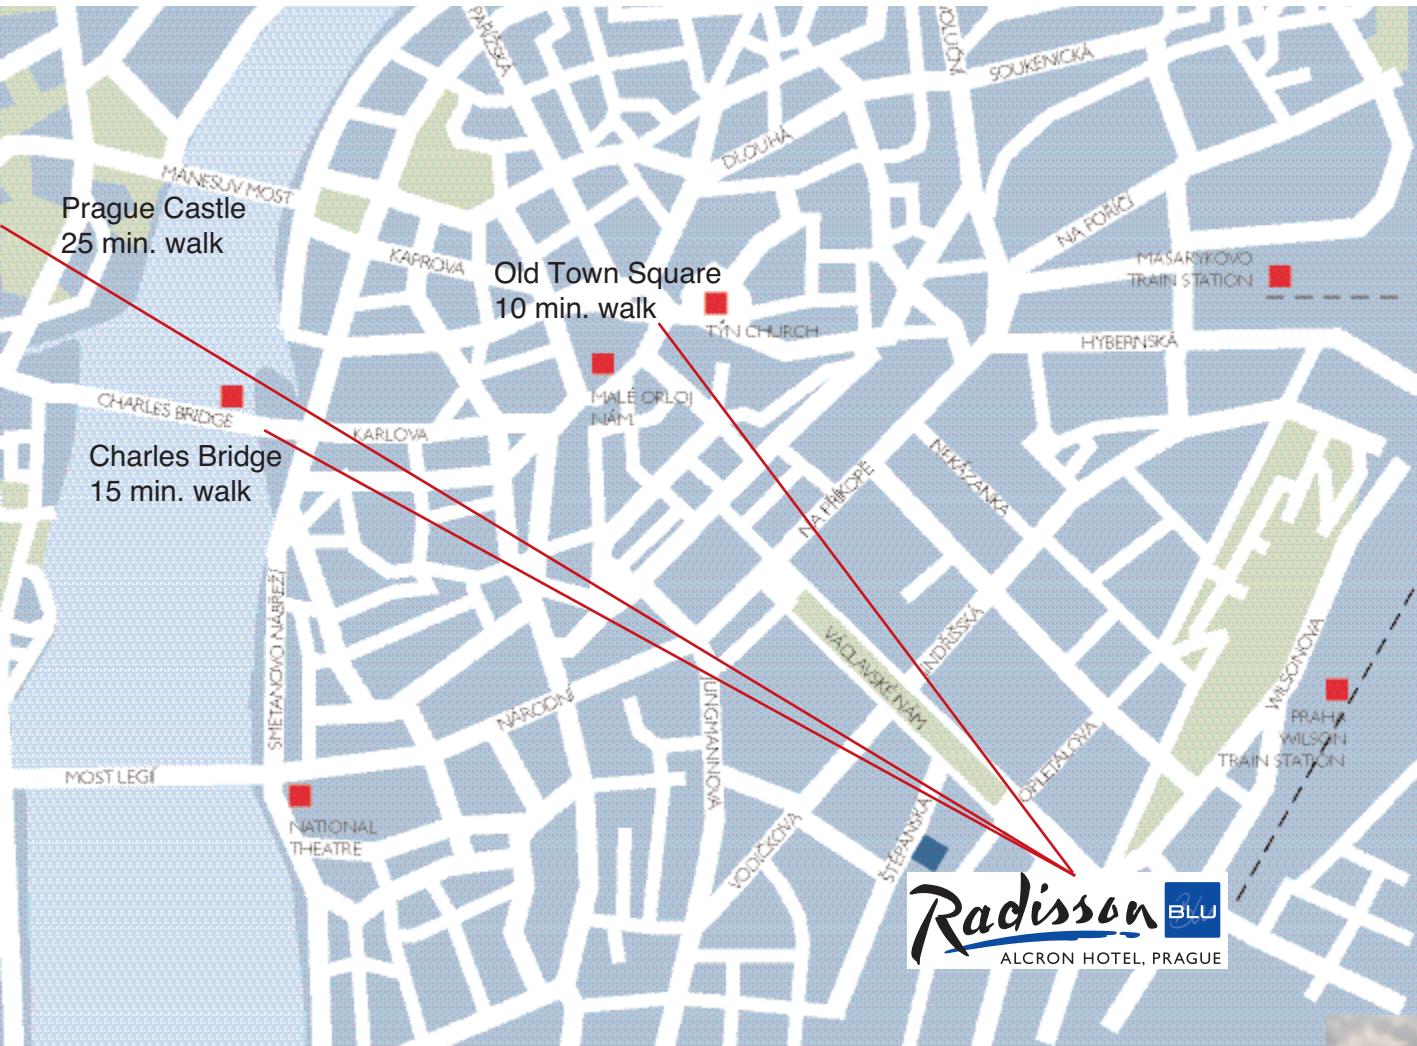 PAŘÍŽSKÁ
SOUKENICKÁ
DLOUHÁ
MÁNESUV MOST
Prague Castle
25 min. walk
NA POŘÍČÍ
KAPROVA
Old Town Square
10 min. walk
MASARYKOVO
TRAIN STATION
TÝN CHURCH
HYBERNSKÁ
MALÉ ORLOJ
NÁM.
CHARLES BRIDGE
KARLOVA
Charles Bridge
15 min. walk
NEKÁZANKA
NA PŘÍKOPĚ
SMETANOVO NÁBŘEŽÍ
JINDŘIŠSKÁ
VÁCLAVSKÉ NÁM
WILSONOVA
NÁRODNÍ
JUNGMANNOVA
PRAHA
WILSON
TRAIN STATION
OPLETALOVA
MOST LEGIÍ
NATIONAL
THEATRE
VODIČKOVA
ŠTĚPÁNSKÁ
Radisson BLU
ALCRON HOTEL, PRAGUE